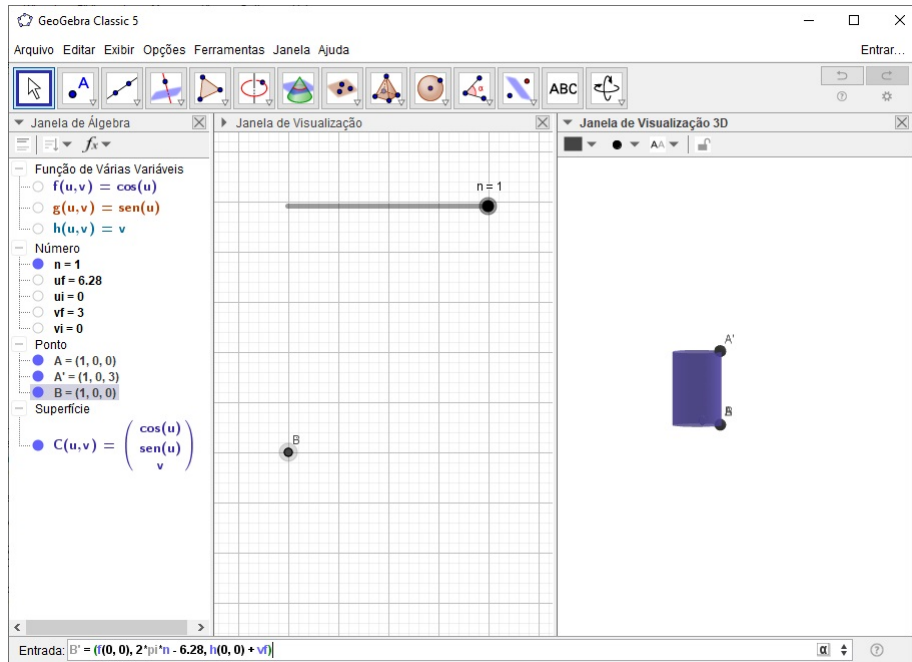 GeoGebra Classic 5
Arquivo Editar Exibir Opções Ferramentas Janela Ajuda
Entrar...
ABC
Janela de Álgebra
Janela de Visualização
Janela de Visualização 3D
fx
AA
Função de Várias Variáveis
f(u,v) = cos(u)
g(u,v) = sen(u)
h(u,v) = v
Número
n = 1
uf = 6.28
ui = 0
vf = 3
vi = 0
Ponto
A = (1, 0, 0)
A' = (1, 0, 3)
B = (1, 0, 0)
Superfície
C(u,v) = ( cos(u)
sen(u)
v )
n = 1
B
A'
B
Entrada: B' = (f(0, 0), 2*pi*n - 6.28, h(0, 0) + vf)
α